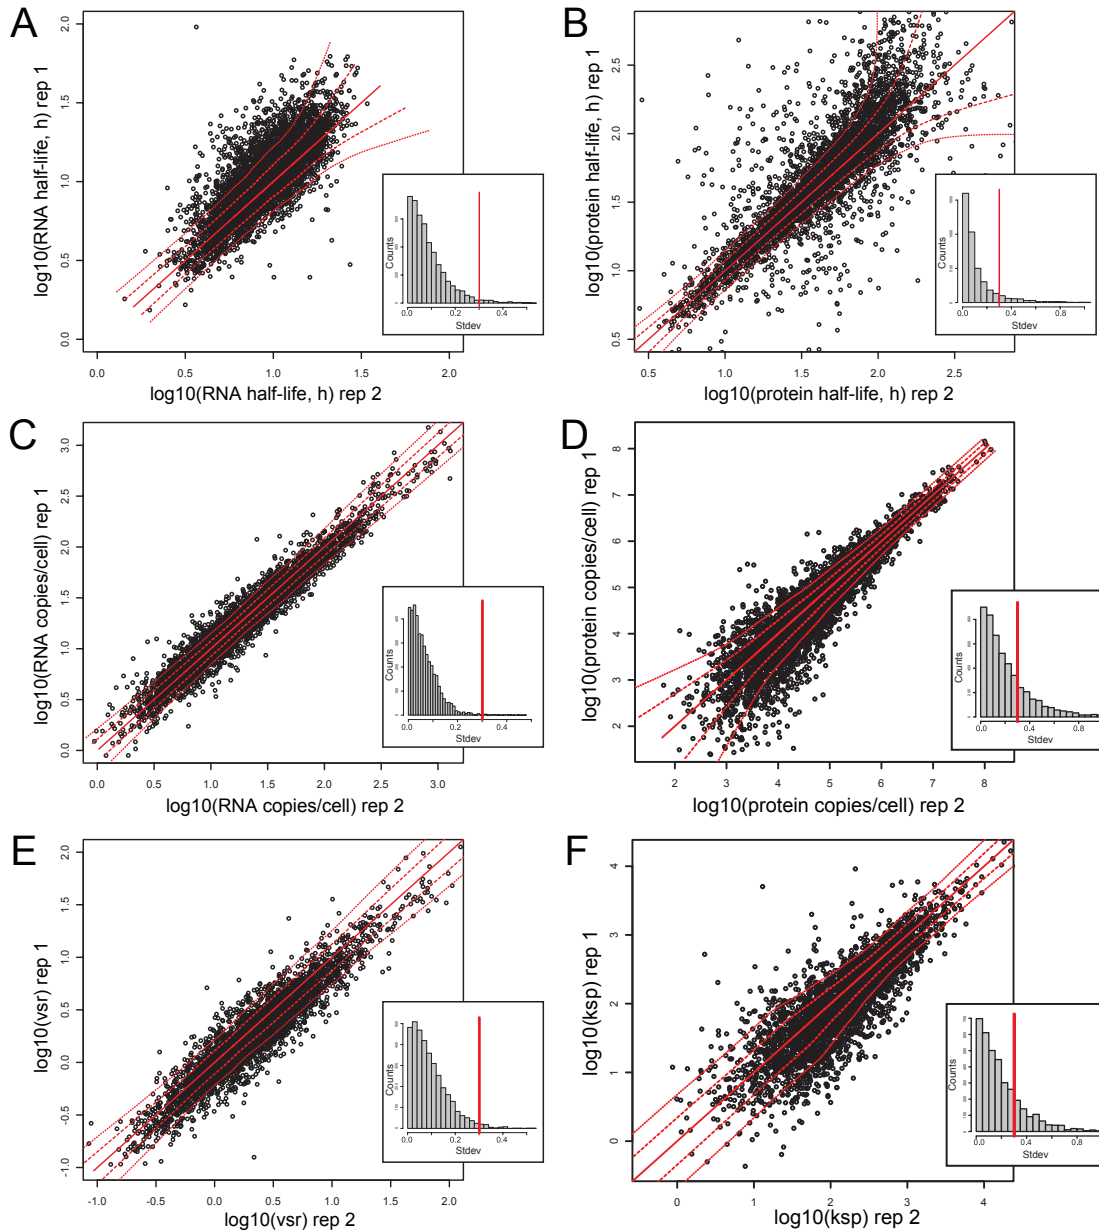 A
log10(RNA half-life, h) rep 1
2.0
1.5
1.0
0.5
0.0
0.0 0.5 1.0 1.5 2.0
log10(RNA half-life, h) rep 2
Counts
0.0 0.2 0.4
Stdev
B
log10(protein half-life, h) rep 1
2.5
2.0
1.5
1.0
0.5
0.5 1.0 1.5 2.0 2.5
log10(protein half-life, h) rep 2
Counts
0.0 0.4 0.8
Stdev
C
log10(RNA copies/cell) rep 1
3.0
2.5
2.0
1.5
1.0
0.5
0.0
0.0 0.5 1.0 1.5 2.0 2.5 3.0
log10(RNA copies/cell) rep 2
Counts
0.0 0.2 0.4
Stdev
D
log10(protein copies/cell) rep 1
8
7
6
5
4
3
2
2 3 4 5 6 7 8
log10(protein copies/cell) rep 2
Counts
0.0 0.2 0.4 0.6 0.8
Stdev
E
log10(vsr) rep 1
2.0
1.5
1.0
0.5
0.0
-0.5
-1.0
-1.0 -0.5 0.0 0.5 1.0 1.5 2.0
log10(vsr) rep 2
Counts
0.0 0.2 0.4
Stdev
F
log10(ksp) rep 1
4
3
2
1
0
0 1 2 3 4
log10(ksp) rep 2
Counts
0.0 0.2 0.4 0.6 0.8
Stdev